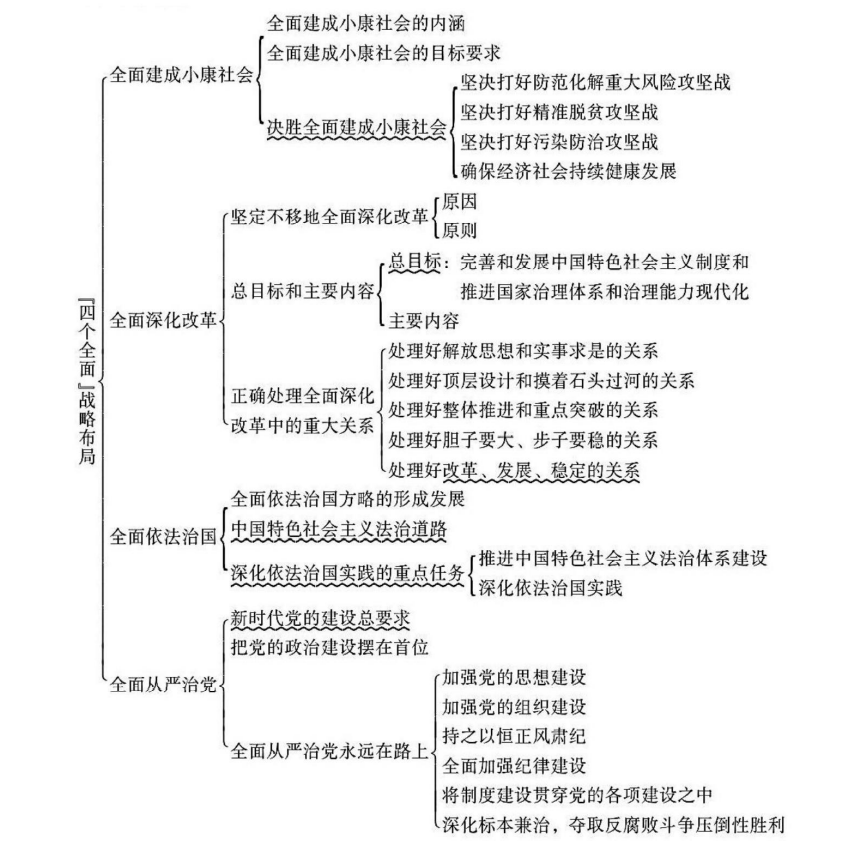 『四个全面』战略布局
全面建成小康社会
全面建成小康社会的内涵
全面建成小康社会的目标要求
决胜全面建成小康社会
坚决打好防范化解重大风险攻坚战
坚决打好精准脱贫攻坚战
坚决打好污染防治攻坚战
确保经济社会持续健康发展
全面深化改革
坚定不移地全面深化改革
原因
原则
总目标和主要内容
总目标：完善和发展中国特色社会主义制度和
推进国家治理体系和治理能力现代化
主要内容
正确处理全面深化
改革中的重大关系
处理好解放思想和实事求是的关系
处理好顶层设计和摸着石头过河的关系
处理好整体推进和重点突破的关系
处理好胆子要大、步子要稳的关系
处理好改革、发展、稳定的关系
全面依法治国
全面依法治国方略的形成发展
中国特色社会主义法治道路
深化依法治国实践的重点任务
推进中国特色社会主义法治体系建设
深化依法治国实践
全面从严治党
新时代党的建设总要求
把党的政治建设摆在首位
全面从严治党永远在路上
加强党的思想建设
加强党的组织建设
持之以恒正风肃纪
全面加强纪律建设
将制度建设贯穿党的各项建设之中
深化标本兼治，夺取反腐败斗争压倒性胜利